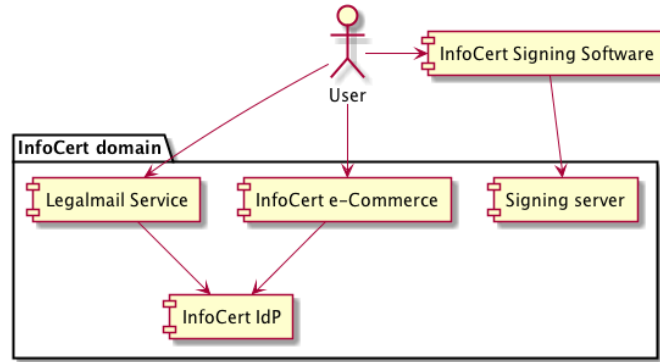 InfoCert Signing Software
User
InfoCert domain
Legalmail Service
InfoCert e-Commerce
Signing server
InfoCert IdP